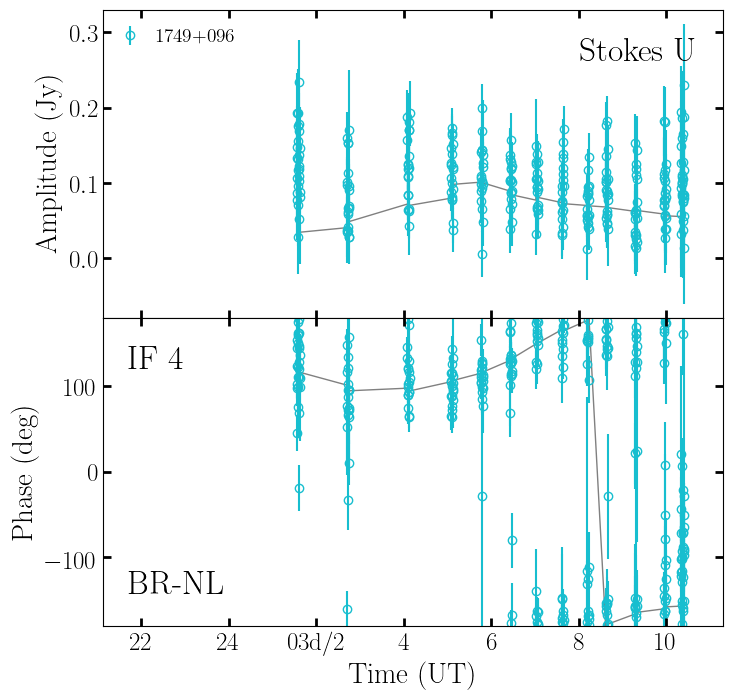 0.3
1749+096
Stokes U
0.2
Amplitude (Jy)
0.1
0.0
IF 4
100
Phase (deg)
0
−100
BR-NL
22 24 03d/2 4 6 8 10
Time (UT)